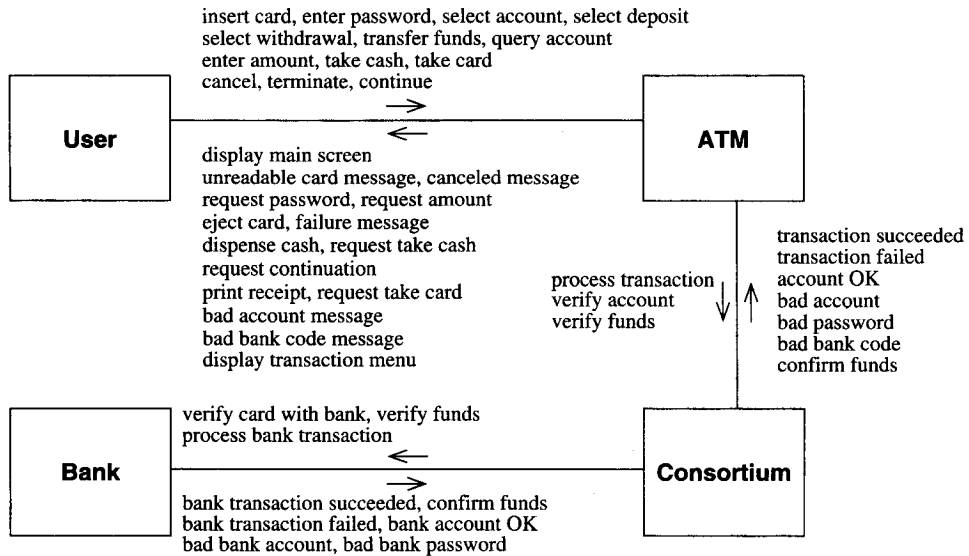 insert card, enter password, select account, select deposit
select withdrawal, transfer funds, query account
enter amount, take cash, take card
cancel, terminate, continue
User
ATM
display main screen
unreadable card message, canceled message
request password, request amount
eject card, failure message
dispense cash, request take cash
request continuation
print receipt, request take card
bad account message
bad bank code message
display transaction menu
process transaction
verify account
verify funds
transaction succeeded
transaction failed
account OK
bad account
bad password
bad bank code
confirm funds
verify card with bank, verify funds
process bank transaction
Bank
Consortium
bank transaction succeeded, confirm funds
bank transaction failed, bank account OK
bad bank account, bad bank password